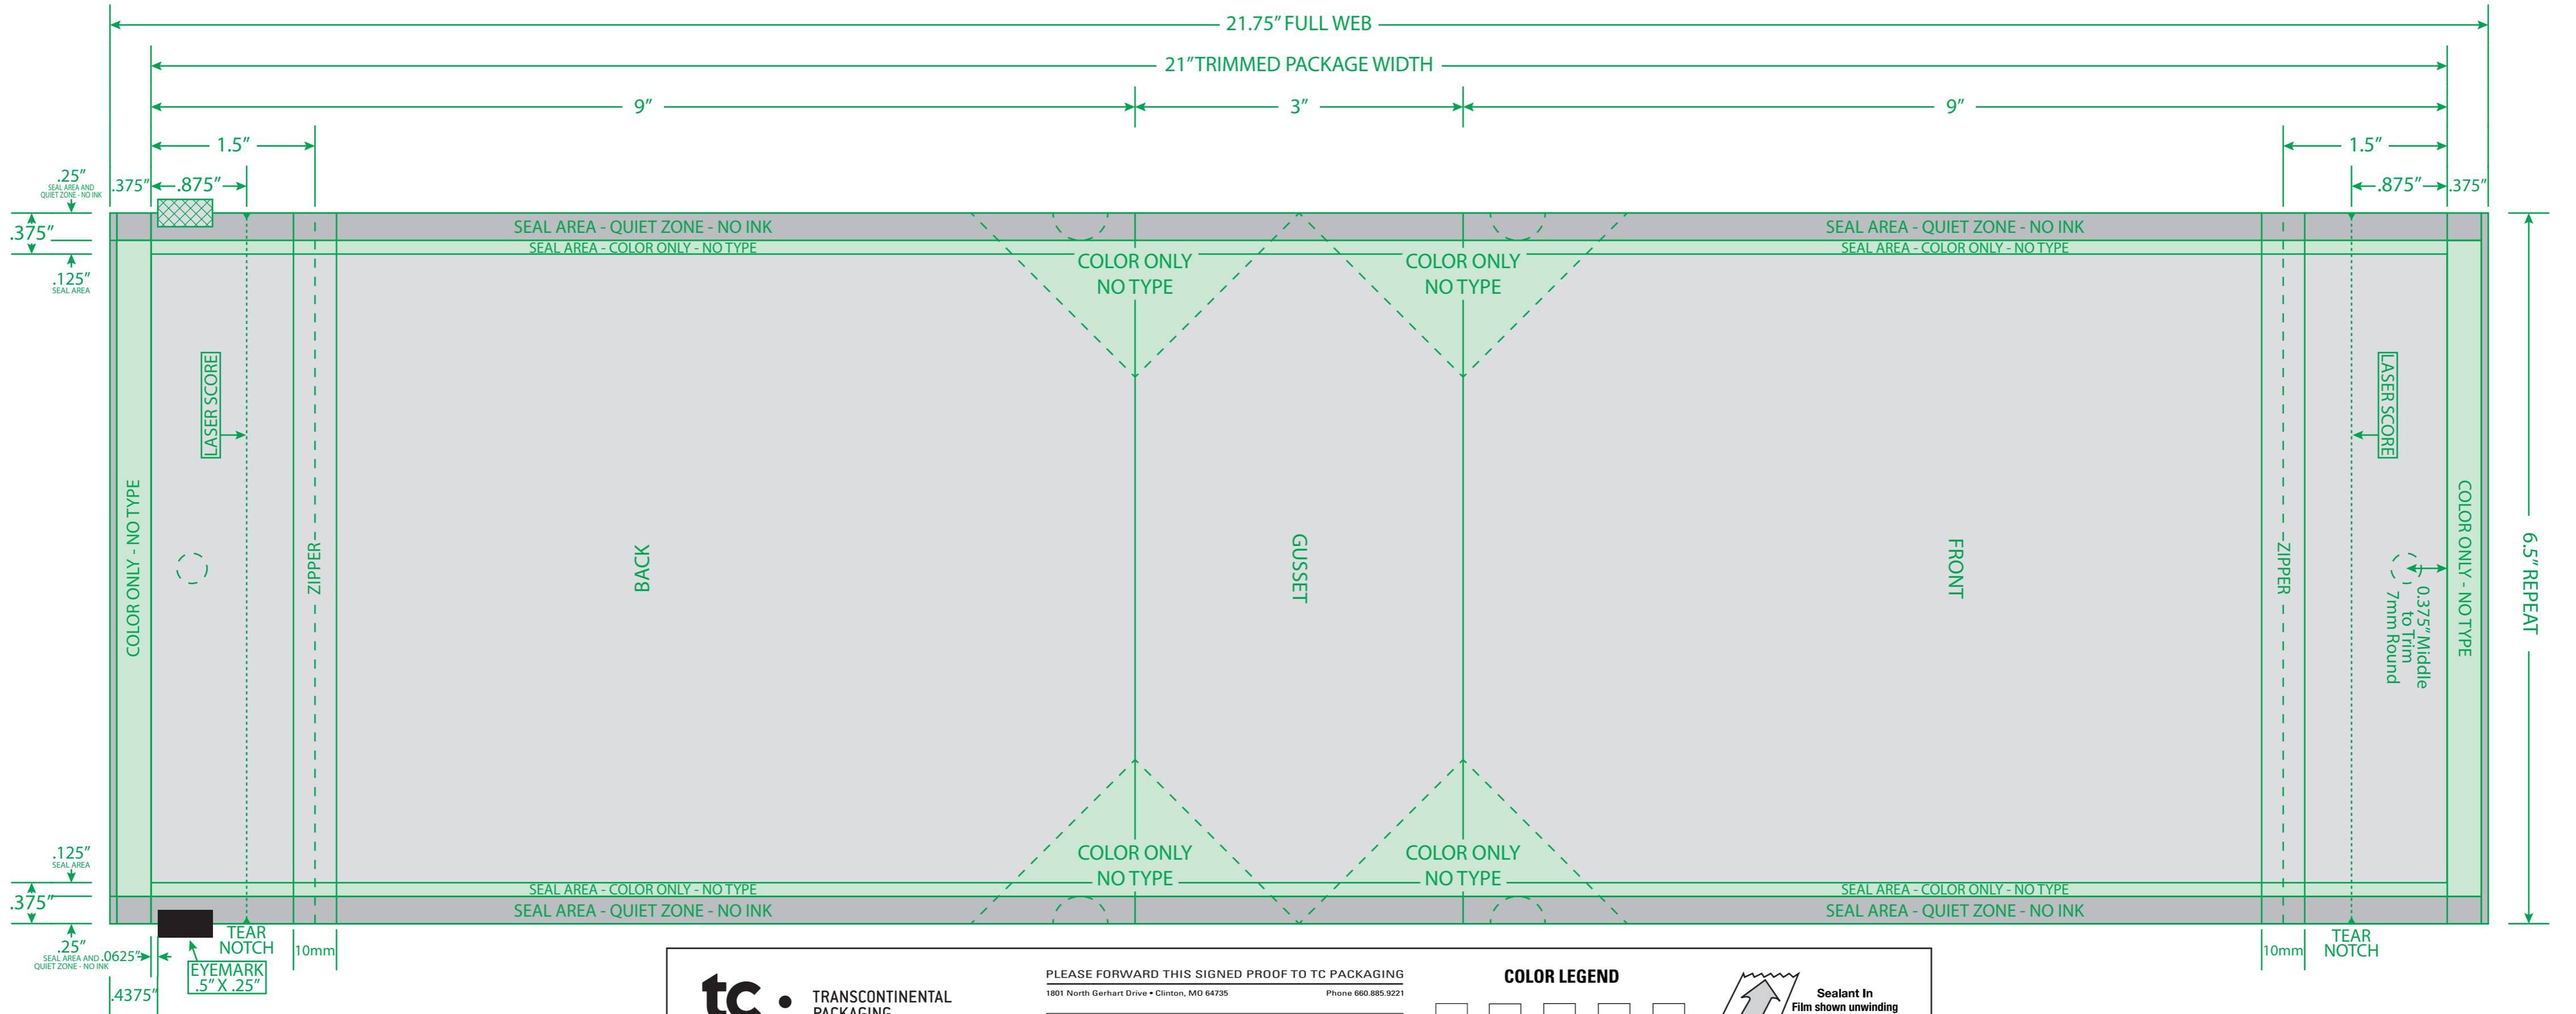 21.75” FULL WEB
21” TRIMMED PACKAGE WIDTH
9”
3”
9”
1.5”
1.5”
.25”
SEAL AREA AND
QUIET ZONE - NO INK
.375”
.875”
.875”
.375”
.375”
.125”
SEAL AREA
SEAL AREA - QUIET ZONE - NO INK
SEAL AREA - QUIET ZONE - NO INK
SEAL AREA - COLOR ONLY - NO TYPE
SEAL AREA - COLOR ONLY - NO TYPE
COLOR ONLY
NO TYPE
COLOR ONLY
NO TYPE
LASER SCORE
LASER SCORE
COLOR ONLY - NO TYPE
ZIPPER
BACK
GUSSET
FRONT
ZIPPER
0.375” Middle
to Trim
7mm Round
COLOR ONLY - NO TYPE
6.5” REPEAT
COLOR ONLY
NO TYPE
COLOR ONLY
NO TYPE
.125”
SEAL AREA
.375”
SEAL AREA - COLOR ONLY - NO TYPE
SEAL AREA - COLOR ONLY - NO TYPE
SEAL AREA - QUIET ZONE - NO INK
SEAL AREA - QUIET ZONE - NO INK
.25”
SEAL AREA AND
QUIET ZONE - NO INK
.0625”
.4375”
EYEMARK
.5” X .25”
TEAR
NOTCH
10mm
10mm
TEAR
NOTCH
tc
TRANSCONTINENTAL
PACKAGING
PLEASE FORWARD THIS SIGNED PROOF TO TC PACKAGING
1801 North Gerhart Drive • Clinton, MO 64735
Phone 660.885.9221
COLOR LEGEND
Sealant In
Film shown unwinding